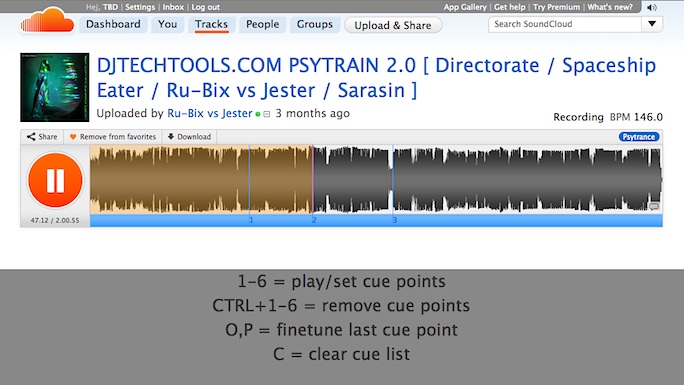 Hey, TBD | Settings | Inbox | Log out
App Gallery | Get help | Try Premium | What's new?
Dashboard You Tracks People Groups Upload & Share
Search SoundCloud
DJTECHTOOLS.COM PSYTRAIN 2.0 [ Directorate / Spaceship
Eater / Ru-Bix vs Jester / Sarasin ]
Uploaded by Ru-Bix vs Jester 3 months ago
Recording BPM 146.0
Share Remove from favorites Download
Psytrance
47.12 / 2.00.55
1 2 3
1-6 = play/set cue points
CTRL+1-6 = remove cue points
O,P = finetune last cue point
C = clear cue list